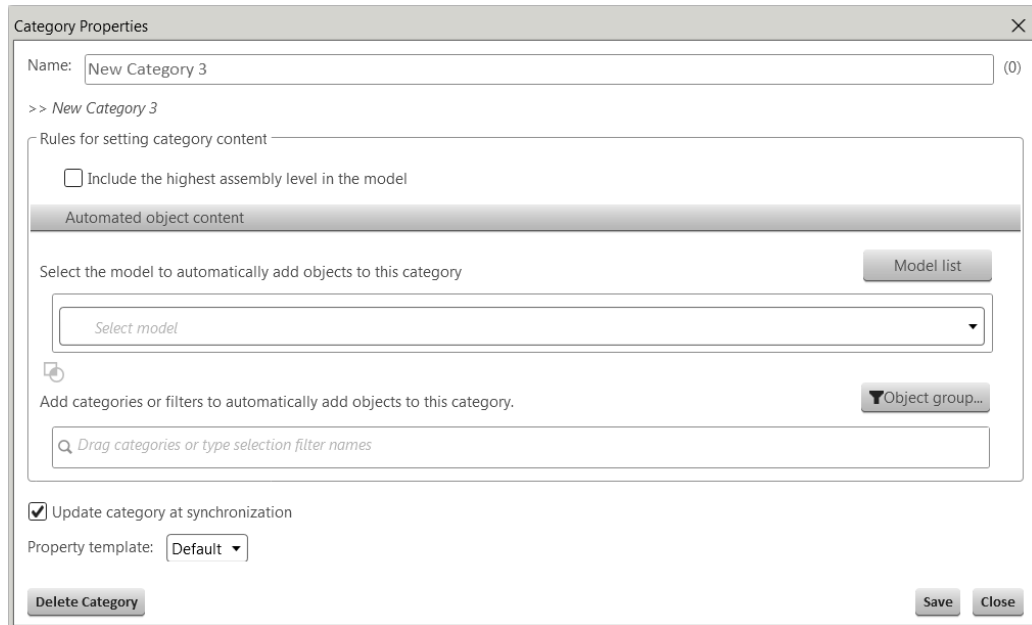 Category Properties
Name: New Category 3 (0)
>> New Category 3
Rules for setting category content
Include the highest assembly level in the model
Automated object content
Select the model to automatically add objects to this category Model list
Select model
Add categories or filters to automatically add objects to this category. Object group...
Drag categories or type selection filter names
Update category at synchronization
Property template: Default
Delete Category Save Close